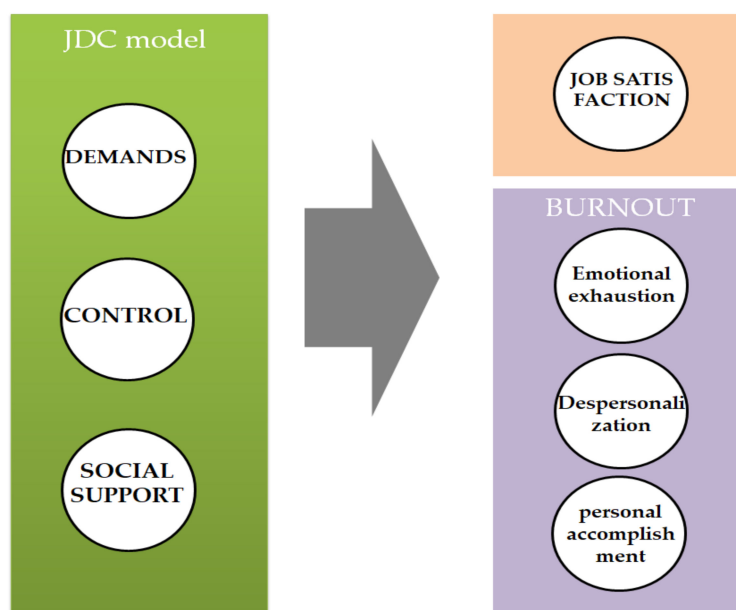 JDC model
DEMANDS
CONTROL
SOCIAL
SUPPORT
JOB SATIS
FACTION
BURNOUT
Emotional
exhaustion
Despersonali
zation
personal
accomplish
ment